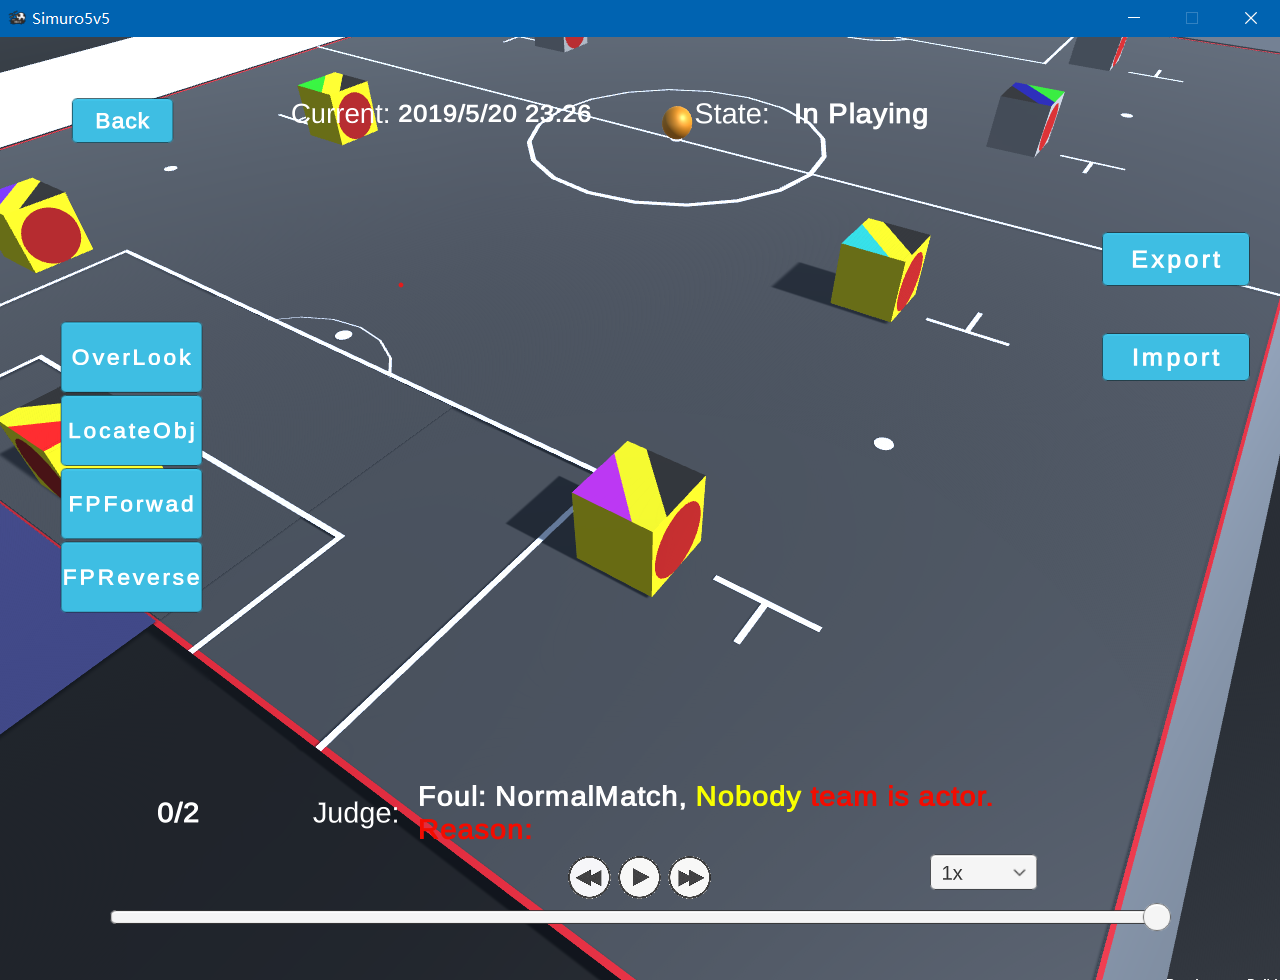 Simuro5v5
Back
Current: 2019/5/20 23:26
State: In Playing
Export
Import
OverLook
LocateObj
FPForwad
FPReverse
0/2
Judge:
Foul: NormalMatch, Nobody team is actor.
Reason:
1x